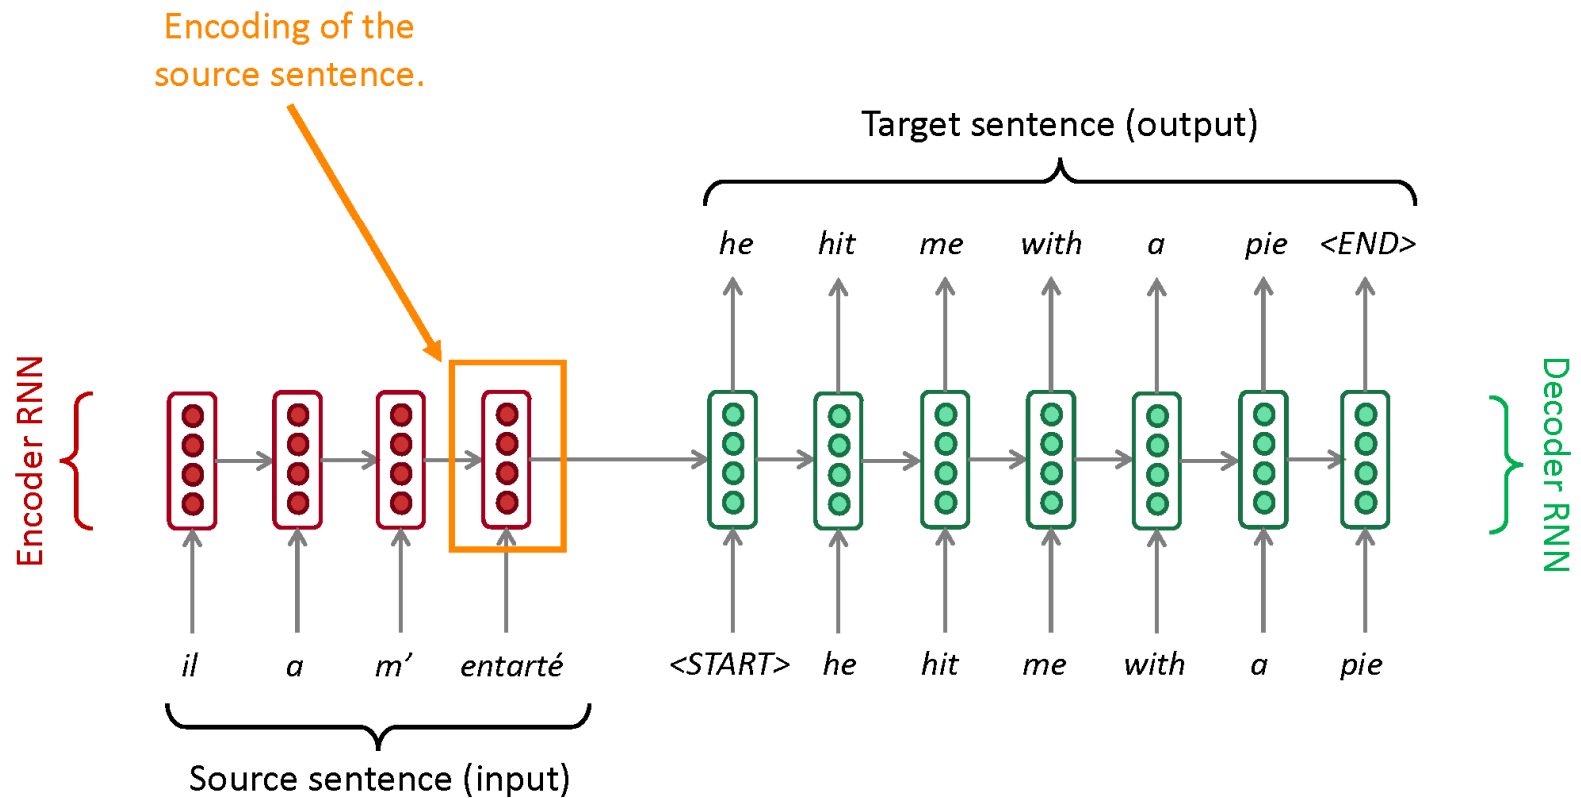 Encoding of the
source sentence.
Target sentence (output)
he hit me with a pie <END>
Encoder RNN
Decoder RNN
il a m’ entarté <START> he hit me with a pie
Source sentence (input)